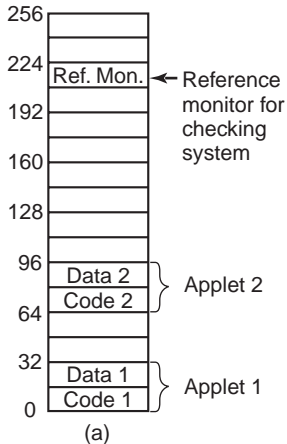 256
224
Ref. Mon.
Reference
monitor for
checking
system
192
160
128
96
Data 2
Applet 2
Code 2
64
32
Data 1
Applet 1
Code 1
0
(a)